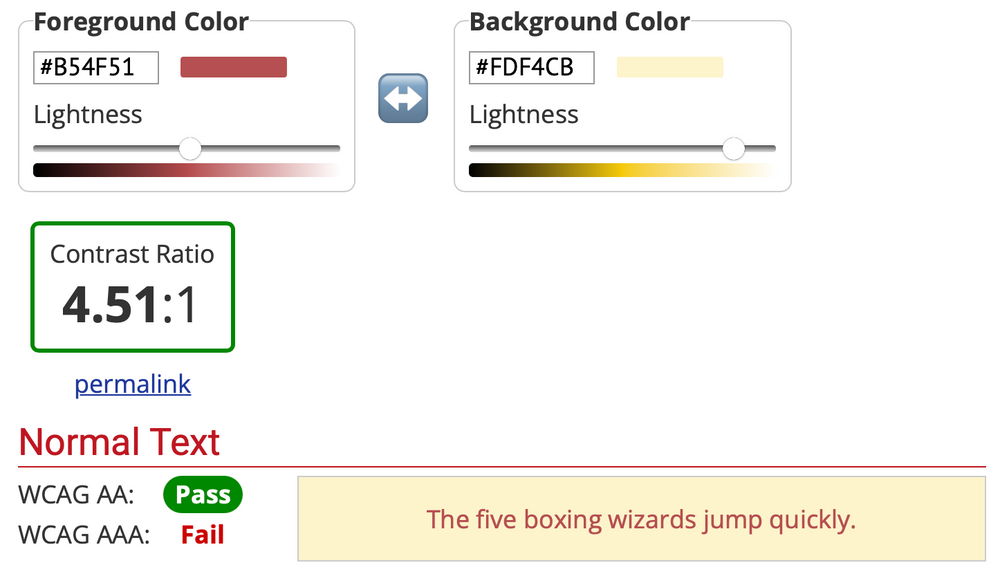 Foreground Color
#B54F51
Lightness
Background Color
#FDF4CB
Lightness
Contrast Ratio
4.51:1
permalink
Normal Text
WCAG AA: Pass
WCAG AAA: Fail
The five boxing wizards jump quickly.